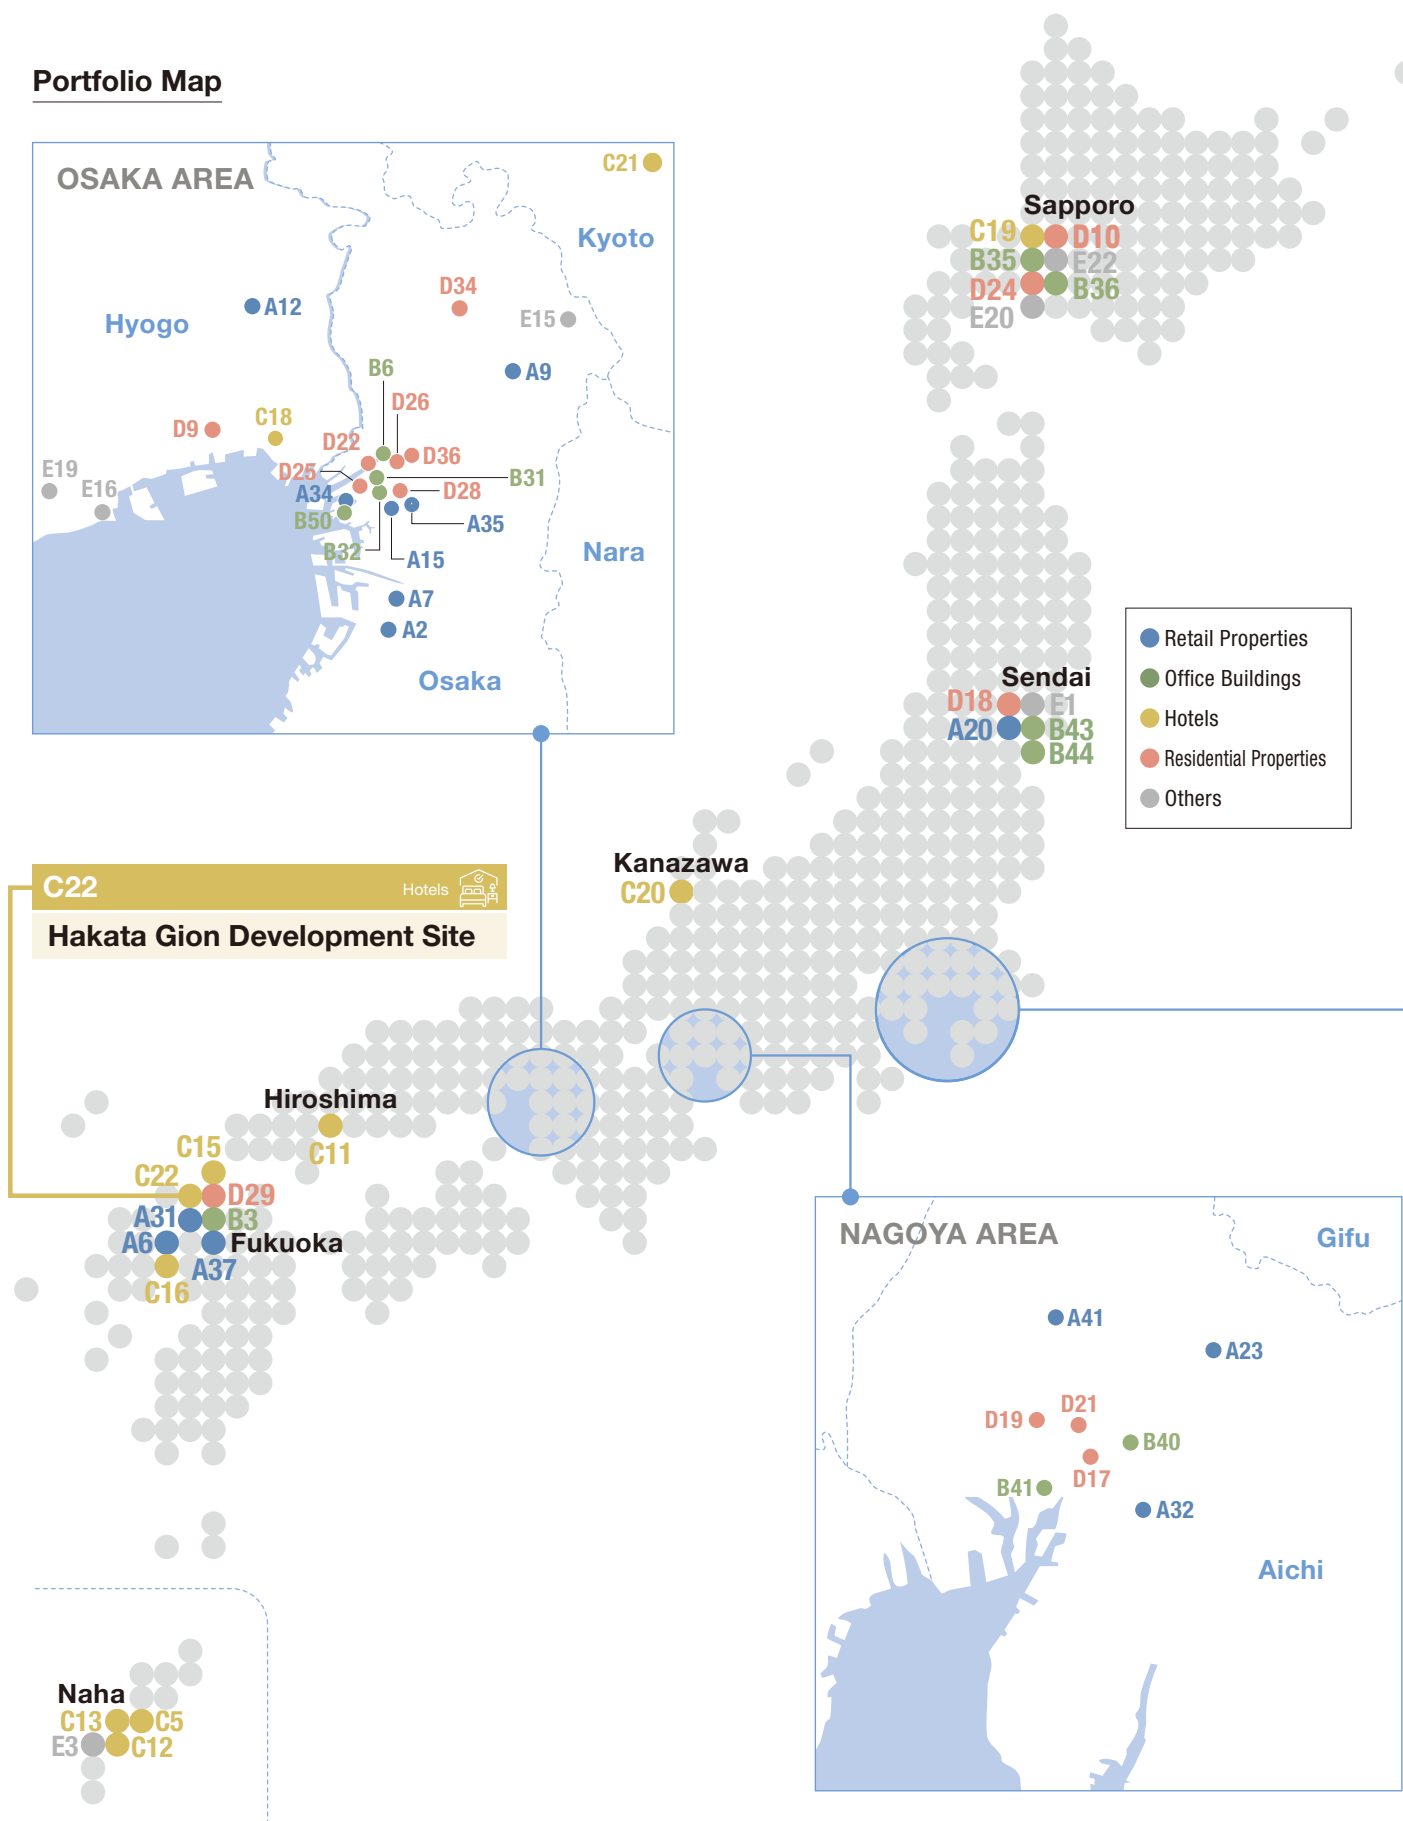 Portfolio Map
OSAKA AREA
C21
Kyoto
D34
A12
E15
Hyogo
B6
A9
D26
C18
D9
D22
D36
E19
D25
B31
E16
A34
D28
B50
A35
B32
A15
Nara
A7
A2
Osaka
Sapporo
C19
D10
B35
E22
D24
B36
E20
Retail Properties
Office Buildings
Hotels
Residential Properties
Others
Sendai
D18
E1
A20
B43
B44
Kanazawa
C20
C22
Hotels
Hakata Gion Development Site
Hiroshima
C11
C15
C22
D29
A31
B3
A6
Fukuoka
A37
C16
NAGOYA AREA
Gifu
A41
A23
D19
D21
B40
D17
B41
A32
Aichi
Naha
C13
C5
E3
C12